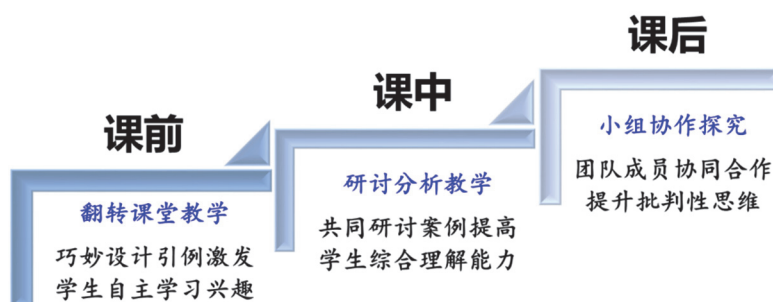 课前
翻转课堂教学
巧妙设计引例激发
学生自主学习兴趣
课中
研讨分析教学
共同研讨案例提高
学生综合理解能力
课后
小组协作探究
团队成员协同合作
提升批判性思维